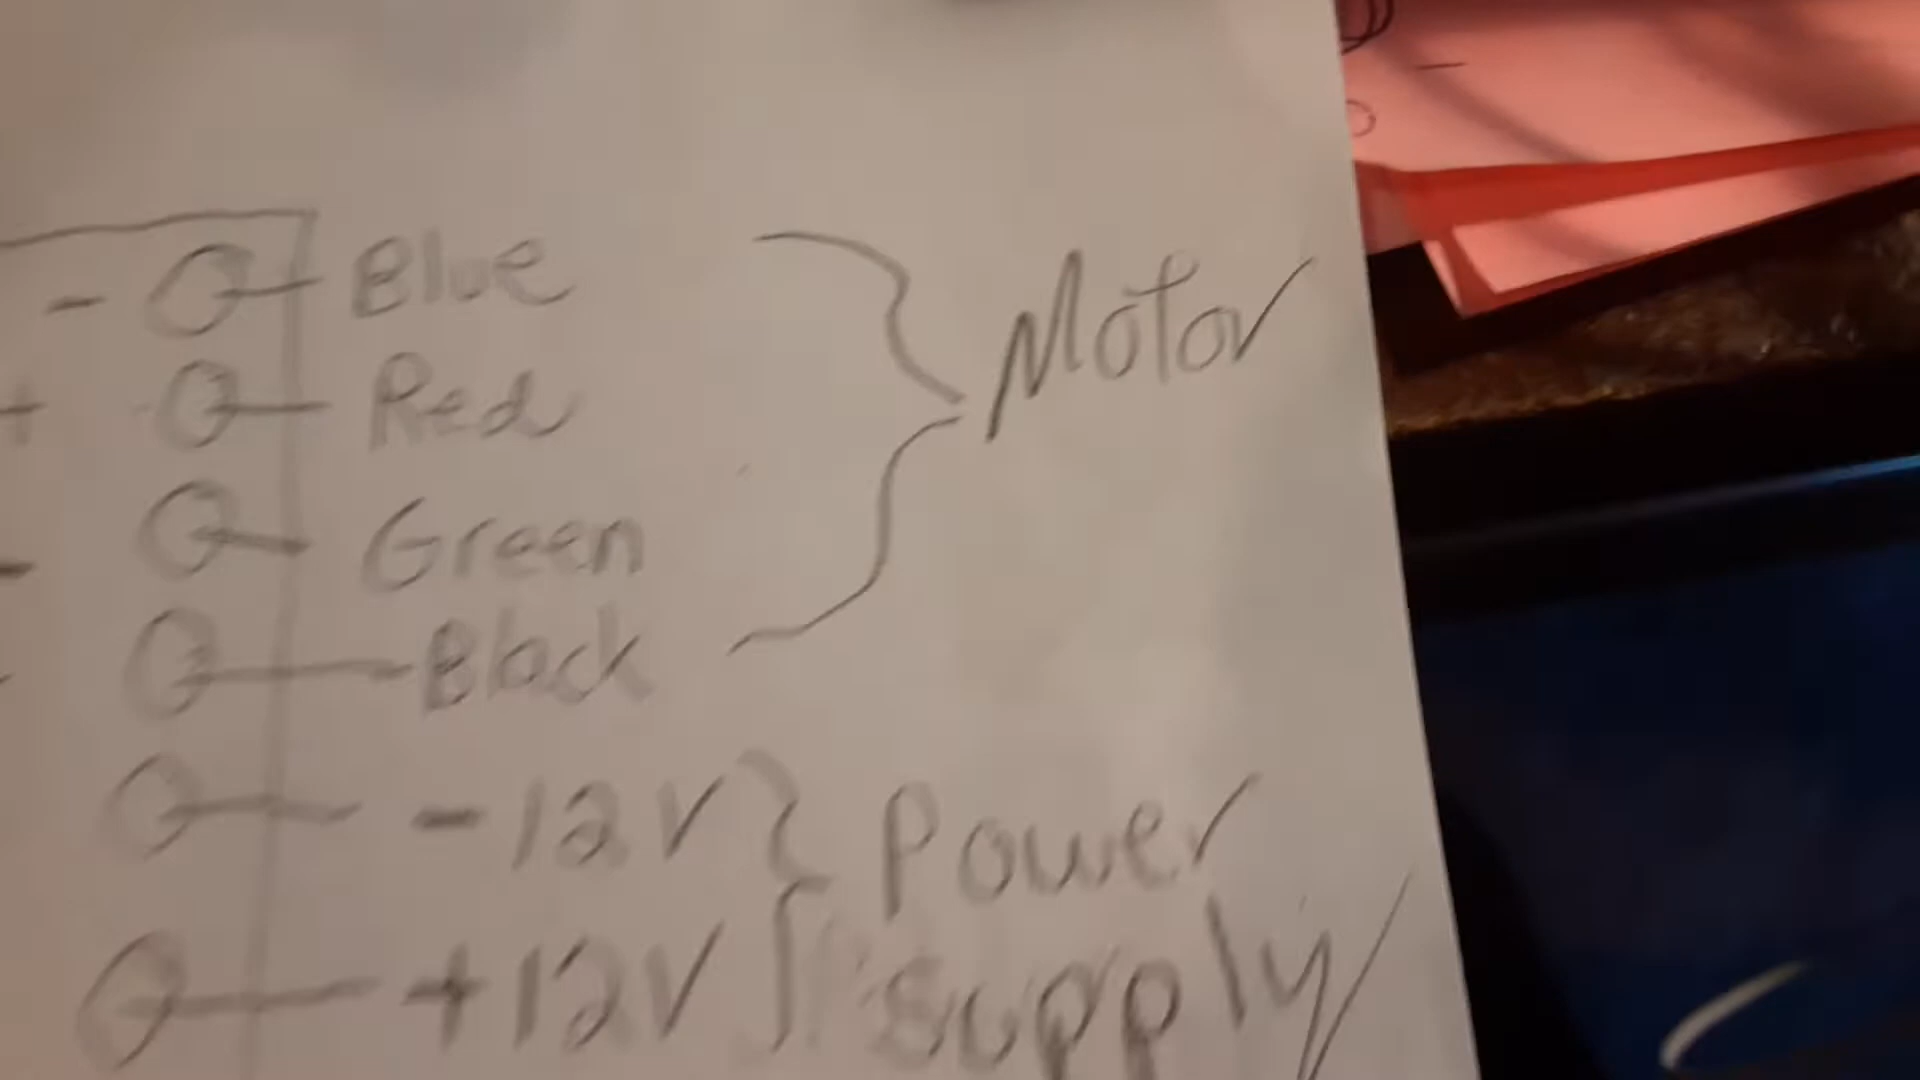 - Blue
+ Red
- Green
Black
Motor
-12V
+12V
Power
supply